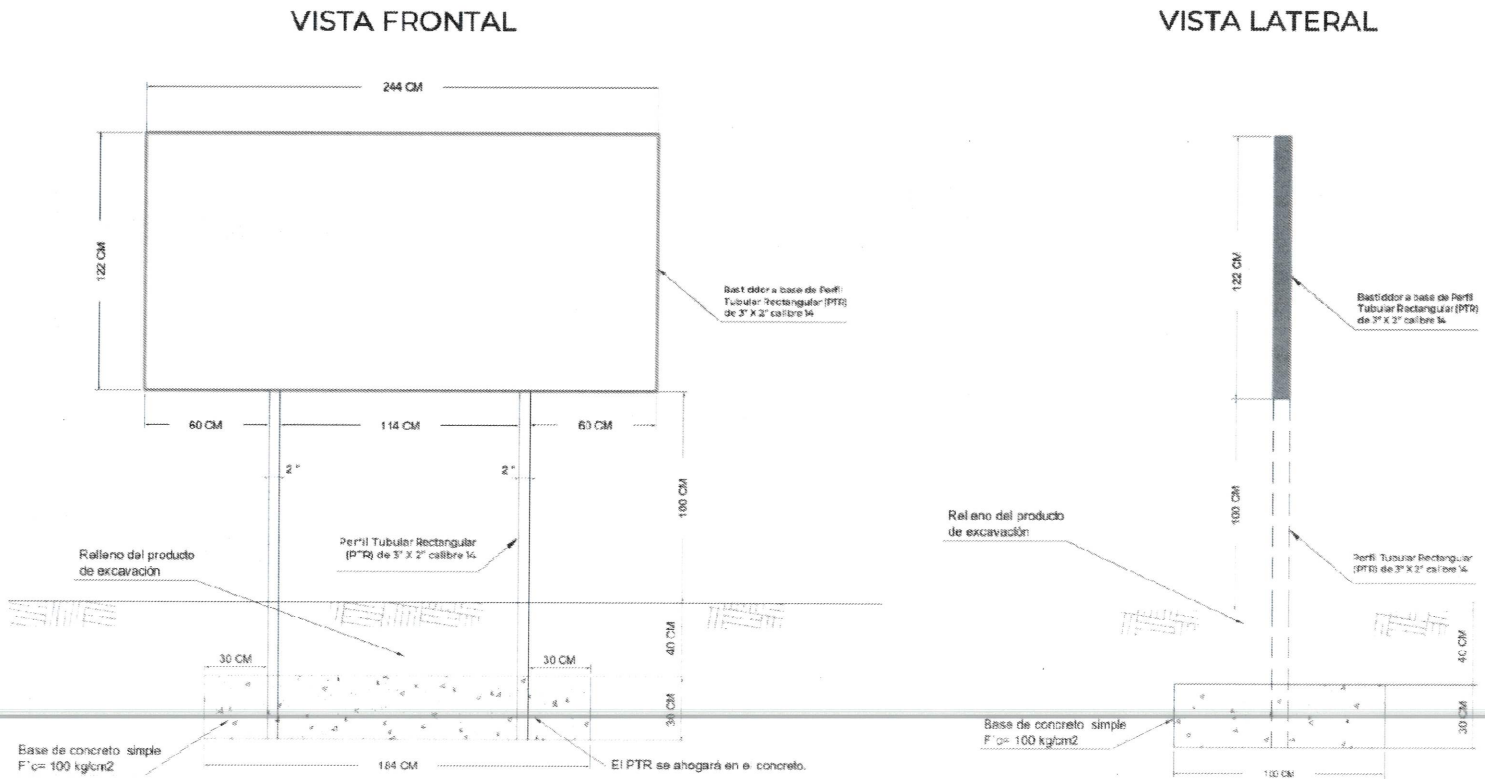 VISTA FRONTAL
244 CM
122 CM
Bastidor a base de Perfil
Tubular Rectangular (PTR)
de 3" X 2" calibre 14
60 CM
114 CM
60 CM
2"
2"
100 CM
Perfil Tubular Rectangular
(PTR) de 3" X 2" calibre 14
Relleno del producto
de excavación
30 CM
30 CM
40 CM
30 CM
Base de concreto simple
F'c= 100 kg/cm2
184 CM
El PTR se ahogará en el concreto.
VISTA LATERAL
122 CM
Bastidor a base de Perfil
Tubular Rectangular (PTR)
de 3" X 2" calibre 14
100 CM
Relleno del producto
de excavación
Perfil Tubular Rectangular
(PTR) de 3" X 2" calibre 14
40 CM
30 CM
Base de concreto simple
F'c= 100 kg/cm2
100 CM